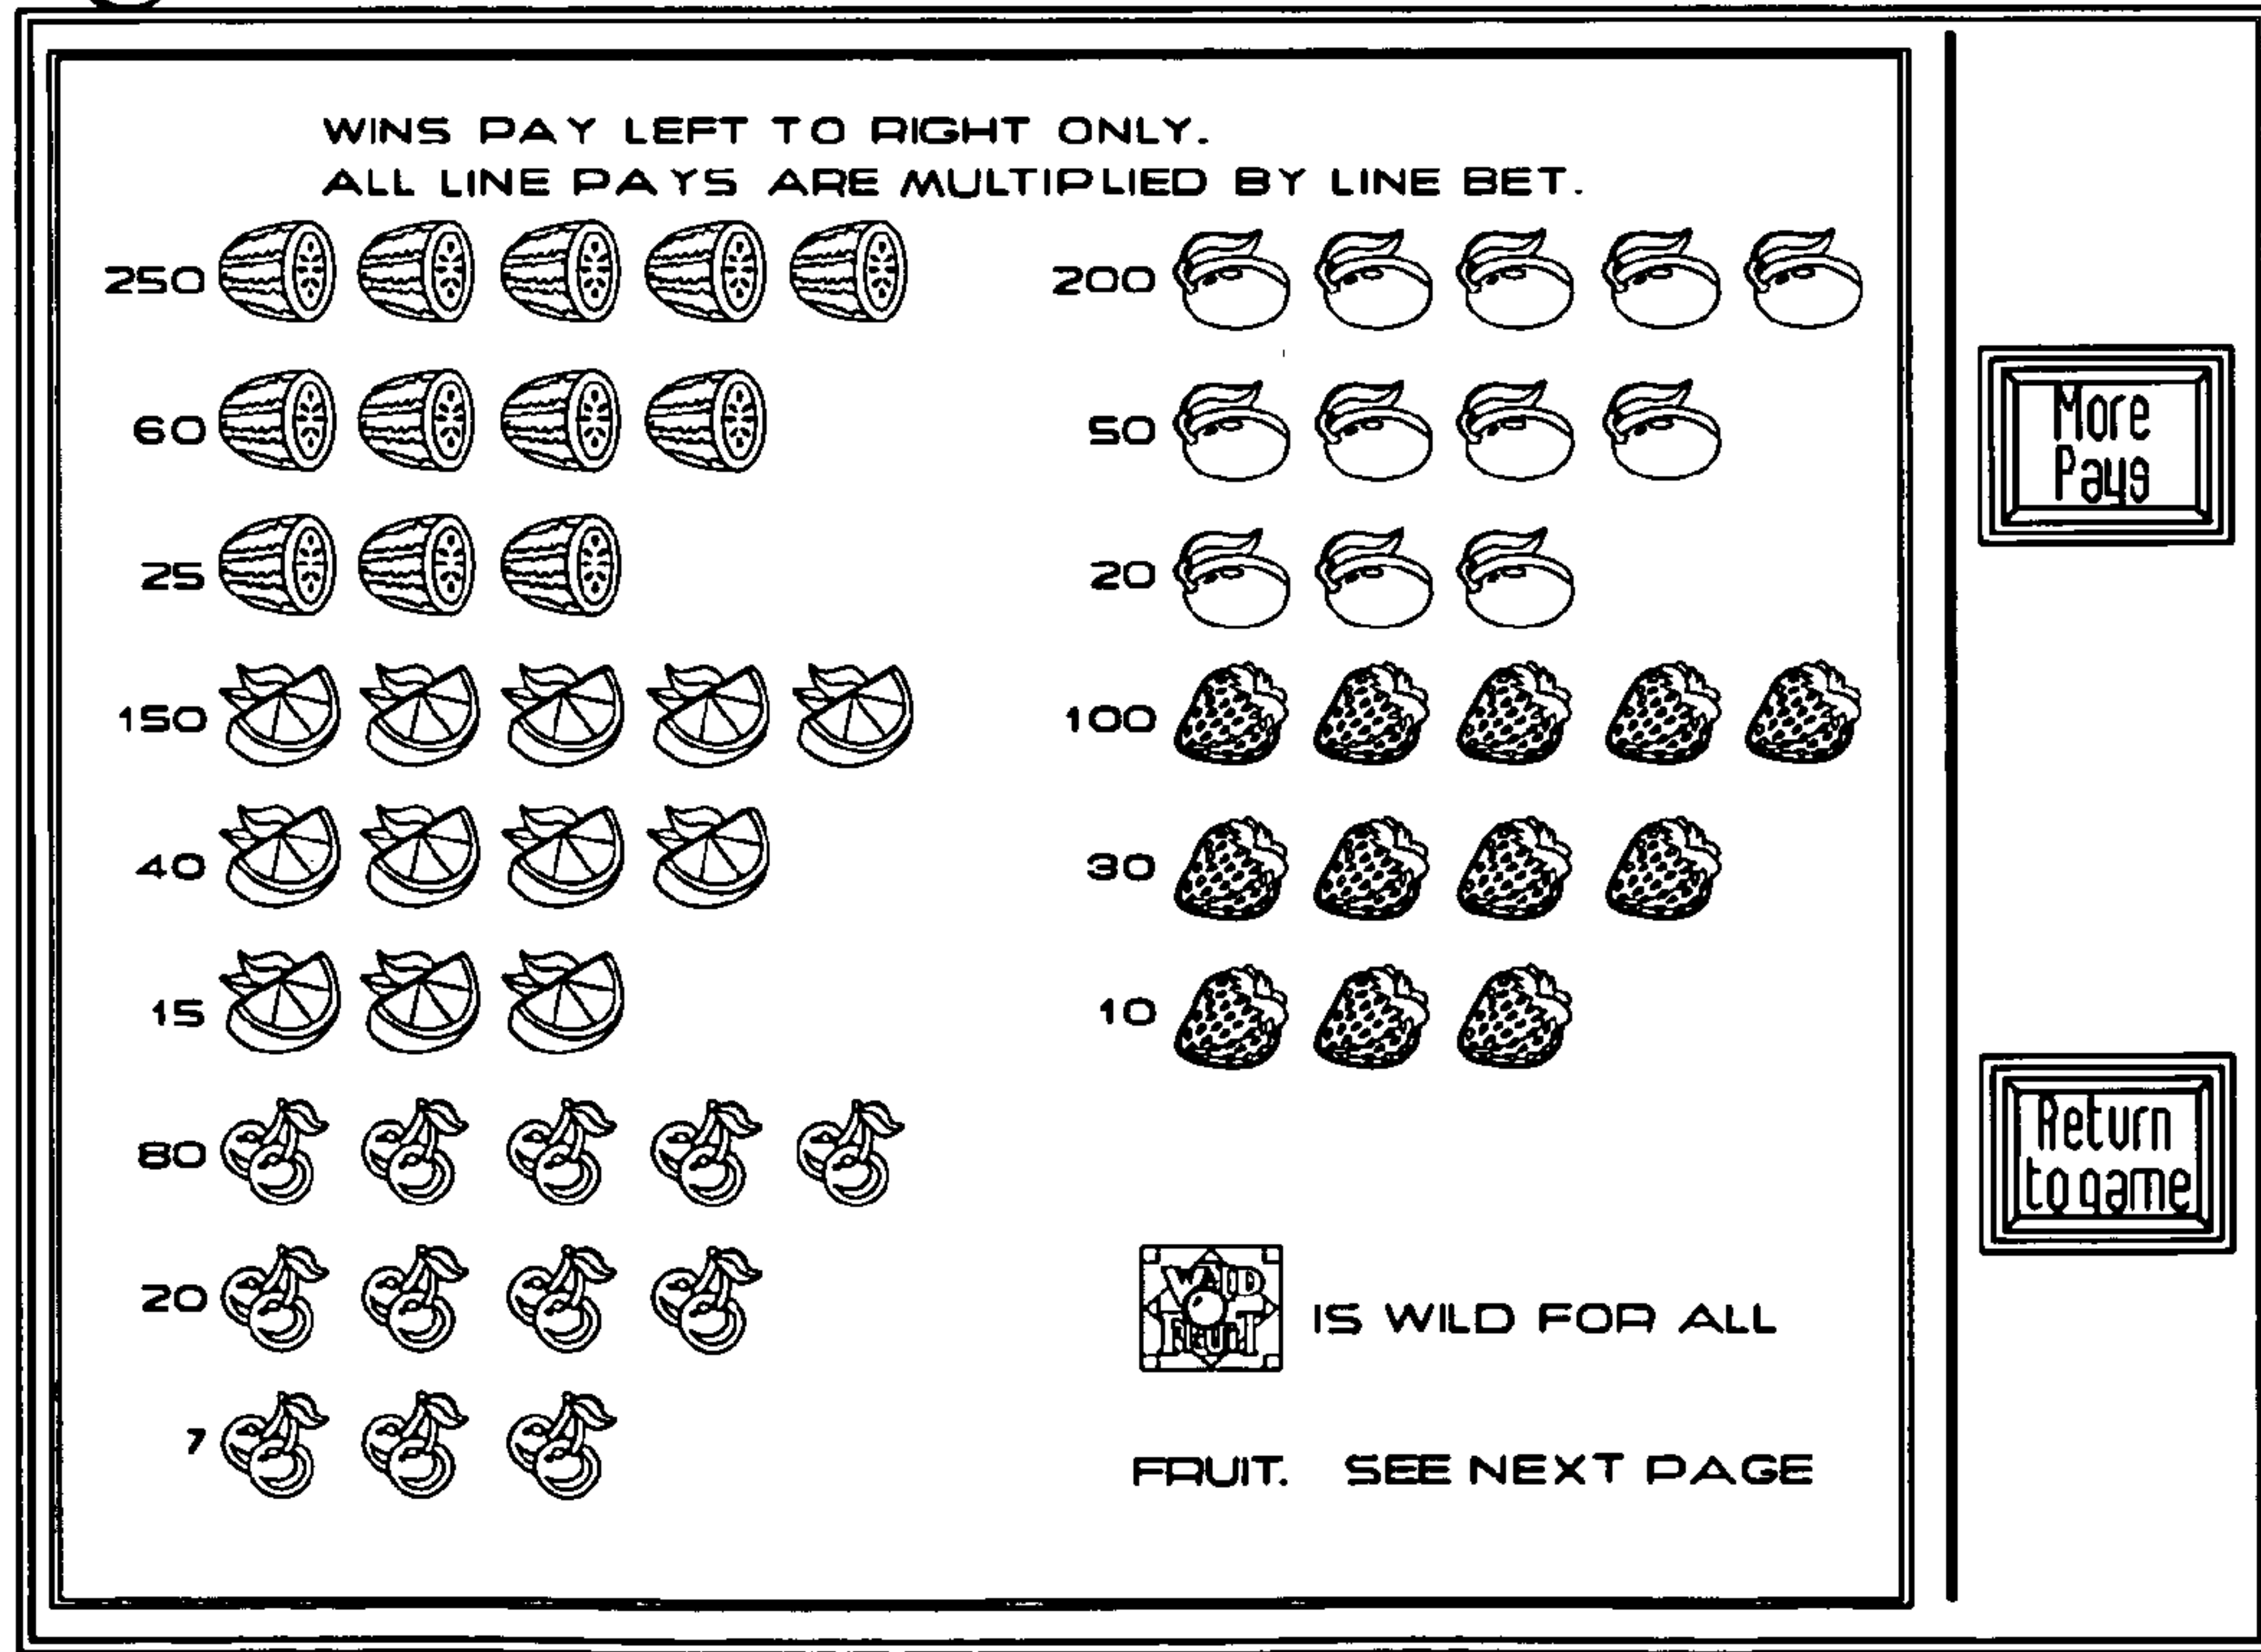 WINS PAY LEFT TO RIGHT ONLY.
ALL LINE PAYS ARE MULTIPLIED BY LINE BET.
250
60
25
150
40
15
80
20
7
200
50
20
100
30
10
WILD
FRUIT
IS WILD FOR ALL
FRUIT. SEE NEXT PAGE
More
Pays
Return
to game